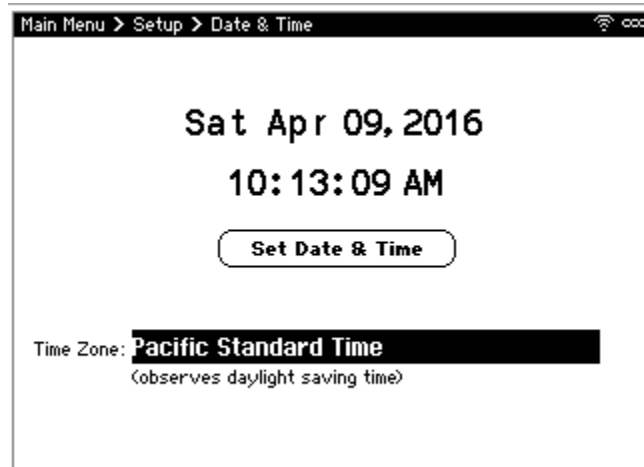 Main Menu > Setup > Date & Time
Sat Apr 09, 2016
10:13:09 AM
Set Date & Time
Time Zone: Pacific Standard Time
(observes daylight saving time)